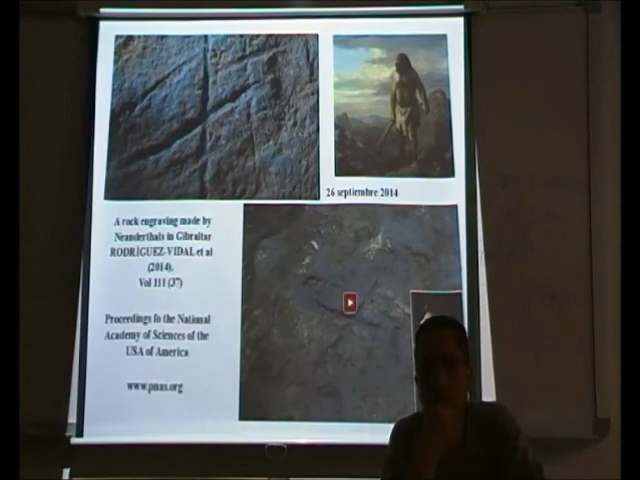 26 septiembre 2014
A rock engraving made by
Neanderthals in Gibraltar
RODRÍGUEZ-VIDAL et al
(2014).
Vol 111 (37)
Proceedings fo the National
Academy of Sciences of the
USA of America
www.pnas.org